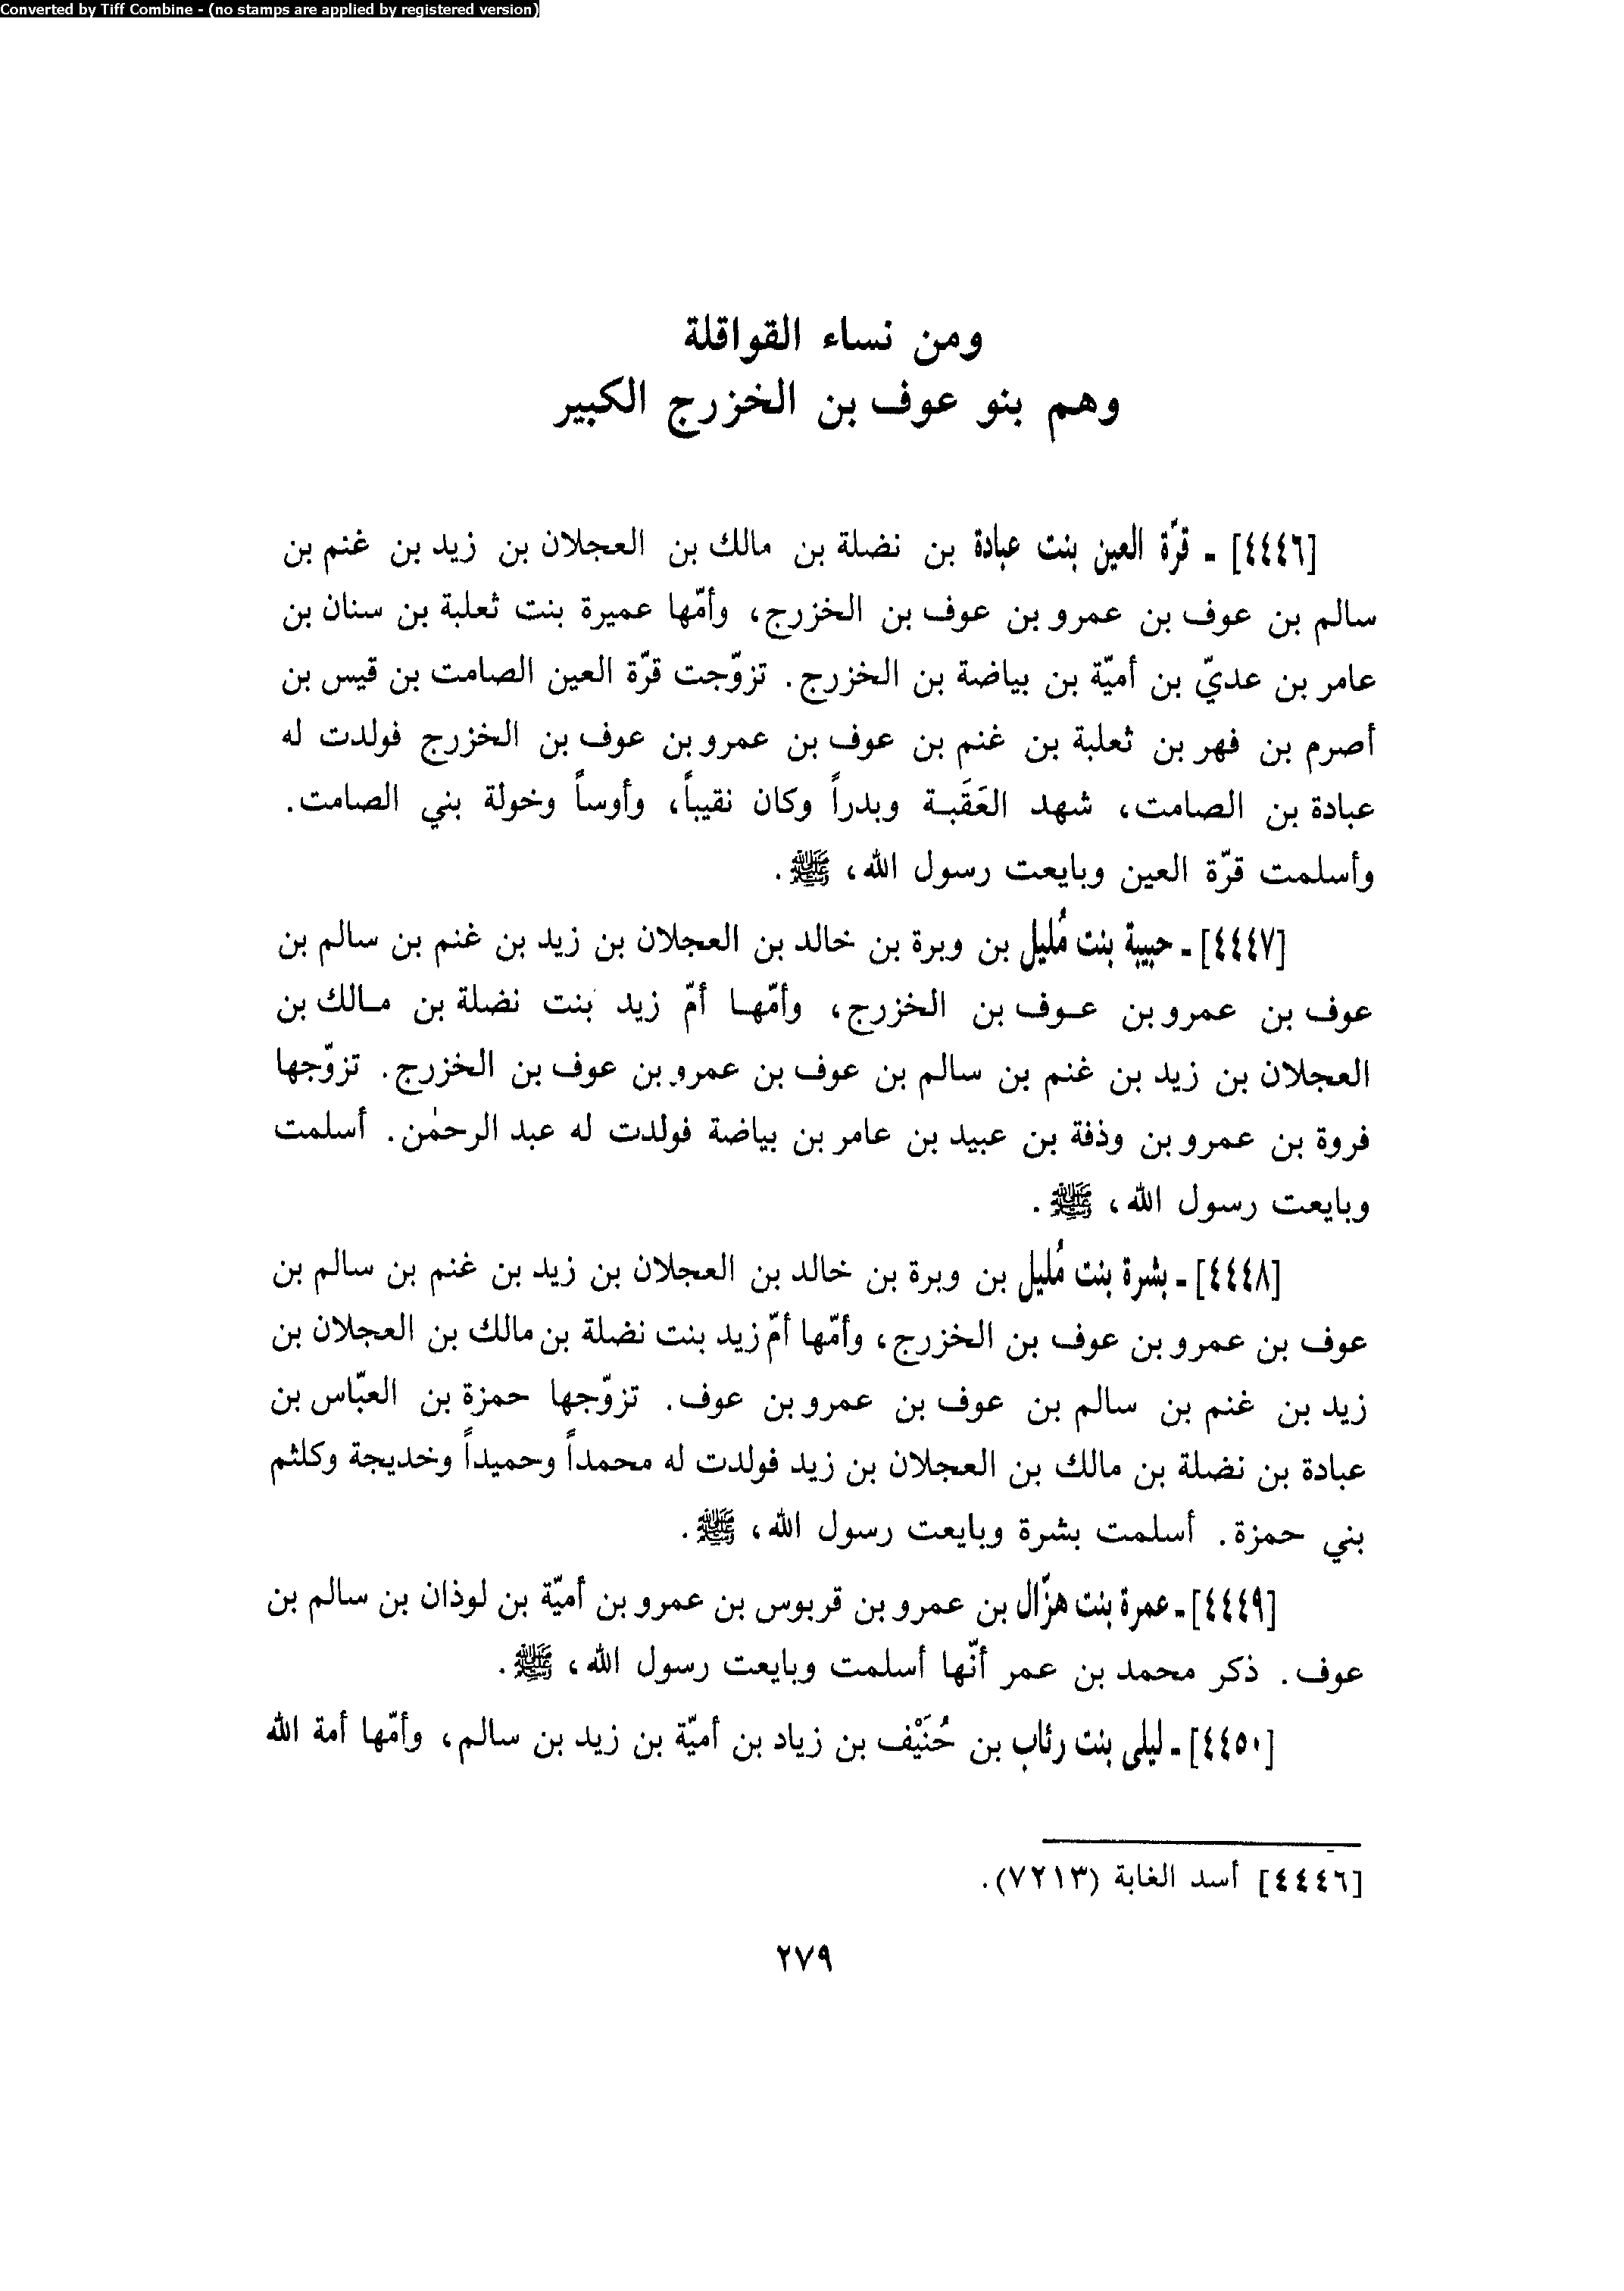 Converted by Tiff Combine - (no stamps are applied by registered version)
ومن نساء القواقلة
وهم بنو عوف بن الخزرج الكبير
[٤٤٤٦] - قرّة العين بنت عبادة بن نضلة بن مالك بن العجلان بن زيد بن غنم بن
سالم بن عوف بن عمرو بن عوف بن الخزرج، وأمّها عميرة بنت ثعلبة بن سنان بن
عامر بن عديّ بن أميّة بن بياضة بن الخزرج. تزوّجت قرّة العين الصامت بن قيس بن
أصرم بن فهر بن ثعلبة بن غنم بن عوف بن عمرو بن عوف بن الخزرج فولدت له
عبادة بن الصامت، شهد العَقَبة وبدراً وكان نقيباً، وأوساً وخولة بني الصامت.
وأسلمت قرّة العين وبايعت رسول الله، ﷺ.
[٤٤٤٧] - حبيبة بنت مُليل بن وبرة بن خالد بن العجلان بن زيد بن غنم بن سالم بن
عوف بن عمرو بن عوف بن الخزرج، وأمّها أمّ زيد بنت نضلة بن مالك بن
العجلان بن زيد بن غنم بن سالم بن عوف بن عمرو بن عوف بن الخزرج. تزوّجها
فروة بن عمرو بن وذفة بن عبيد بن عامر بن بياضة فولدت له عبد الرحمٰن. أسلمت
وبايعت رسول الله، ﷺ.
[٤٤٤٨] - بشرة بنت مُليل بن وبرة بن خالد بن العجلان بن زيد بن غنم بن سالم بن
عوف بن عمرو بن عوف بن الخزرج، وأمّها أمّ زيد بنت نضلة بن مالك بن العجلان بن
زيد بن غنم بن سالم بن عوف بن عمرو بن عوف. تزوّجها حمزة بن العبّاس بن
عبادة بن نضلة بن مالك بن العجلان بن زيد فولدت له محمداً وحميداً وخديجة وكلثم
بني حمزة. أسلمت بشرة وبايعت رسول الله، ﷺ.
[٤٤٤٩] - عمرة بنت هزّال بن عمرو بن قربوس بن عمرو بن أميّة بن لوذان بن سالم بن
عوف. ذكر محمد بن عمر أنّها أسلمت وبايعت رسول الله، ﷺ.
[٤٤٥٠] - ليلى بنت رئاب بن حُنَيْف بن زياد بن أميّة بن زيد بن سالم، وأمّها أمة الله
[٤٤٤٦] أسد الغابة (٧٢١٣).
٢٧٩